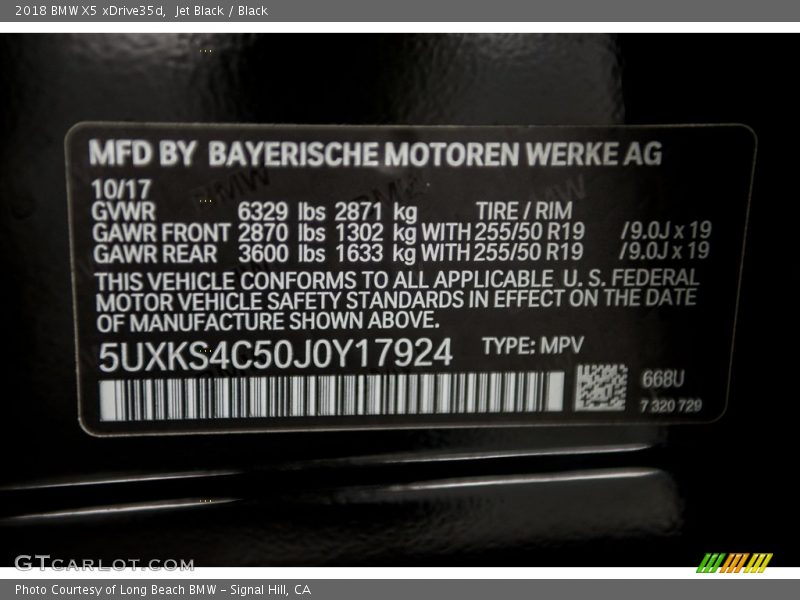 2018 BMW X5 xDrive35d, Jet Black / Black
MFD BY BAYERISCHE MOTOREN WERKE AG
10/17
GVWR 6329 lbs 2871 kg TIRE / RIM
GAWR FRONT 2870 lbs 1302 kg WITH 255/50 R19 /9.0J x 19
GAWR REAR 3600 lbs 1633 kg WITH 255/50 R19 /9.0J x 19
THIS VEHICLE CONFORMS TO ALL APPLICABLE U. S. FEDERAL
MOTOR VEHICLE SAFETY STANDARDS IN EFFECT ON THE DATE
OF MANUFACTURE SHOWN ABOVE.
5UXKS4C50J0Y17924 TYPE: MPV
668U
7 320 729
GTCARLOT.COM
Photo Courtesy of Long Beach BMW - Signal Hill, CA